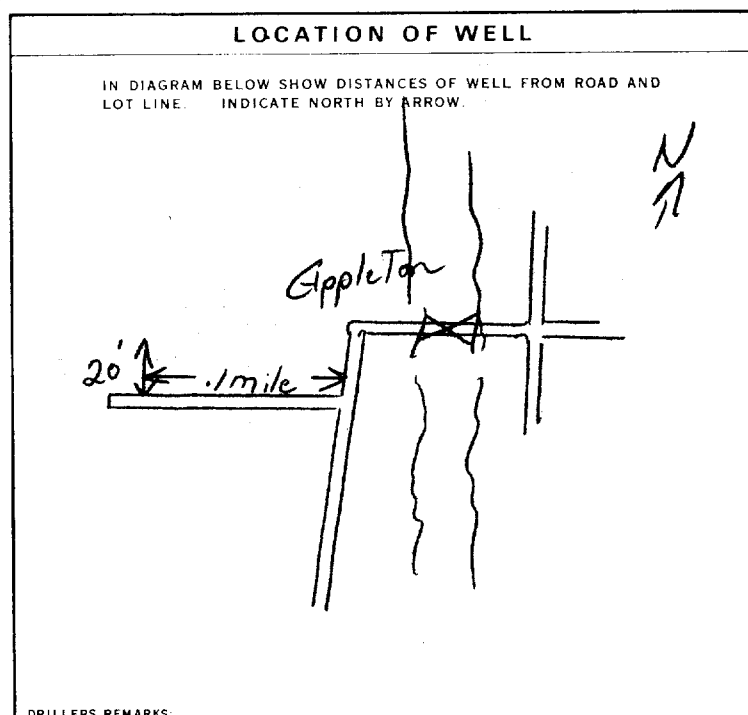 LOCATION OF WELL
IN DIAGRAM BELOW SHOW DISTANCES OF WELL FROM ROAD AND
LOT LINE. INDICATE NORTH BY ARROW.
N
AppleTon
20'
.1mile
DRILLERS REMARKS: